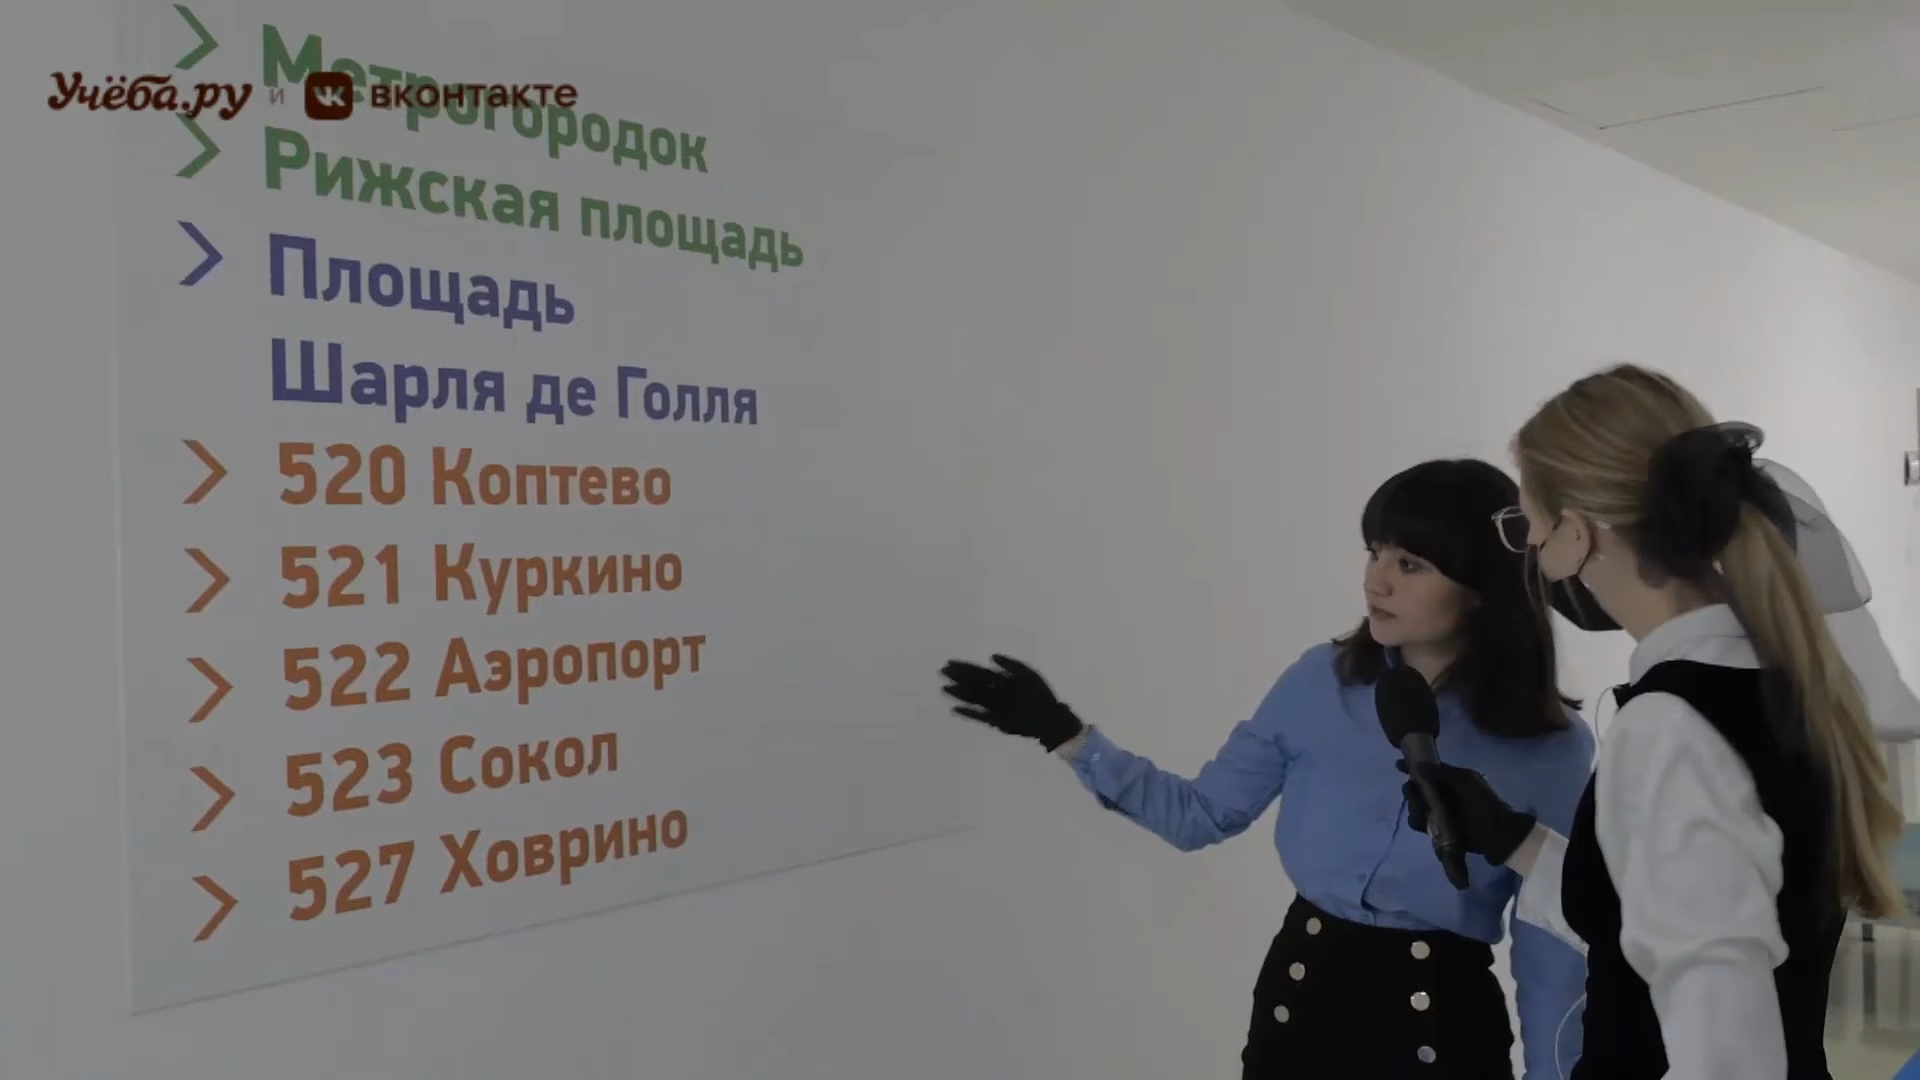 Метрогородок
Учёба.ру и вконтакте
Рижская площадь
Площадь
Шарля де Голля
520 Коптево
521 Куркино
522 Аэропорт
523 Сокол
527 Ховрино